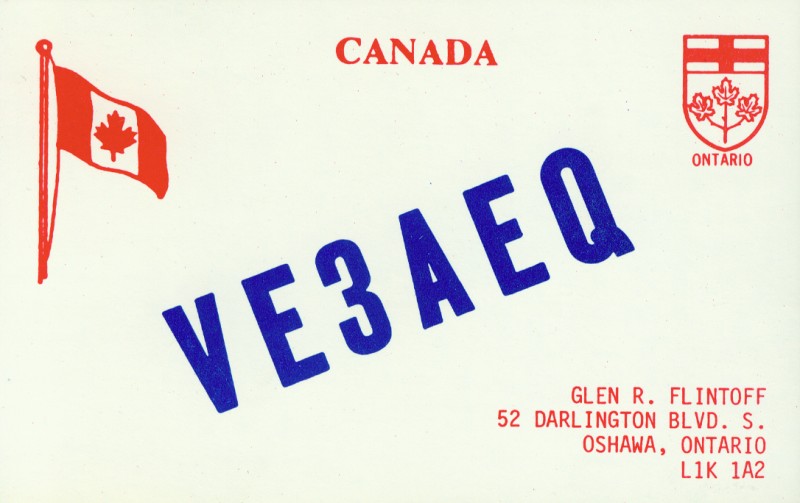 CANADA
ONTARIO
VE3AEQ
GLEN R. FLINTOFF
52 DARLINGTON BLVD. S.
OSHAWA, ONTARIO
L1K 1A2